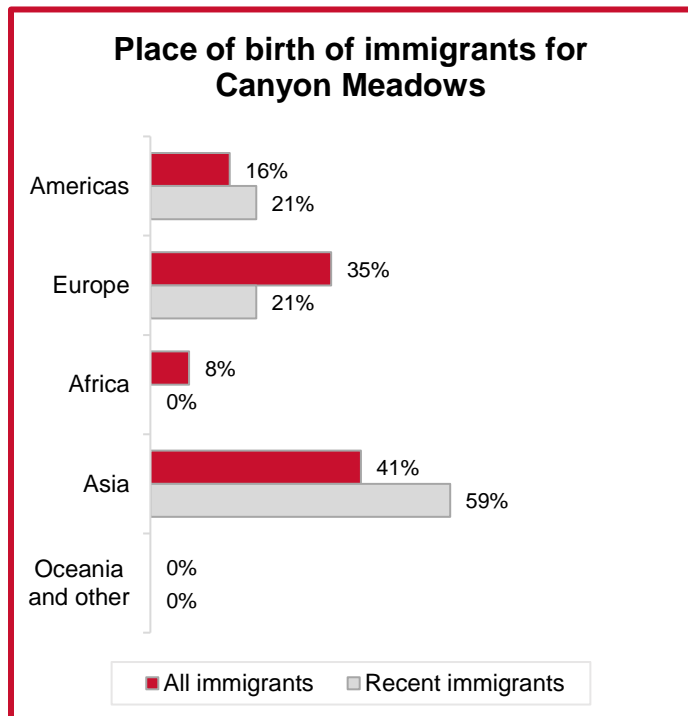 Place of birth of immigrants for
Canyon Meadows
Americas
16%
21%
Europe
35%
21%
Africa
8%
0%
Asia
41%
59%
Oceania
and other
0%
0%
All immigrants
Recent immigrants